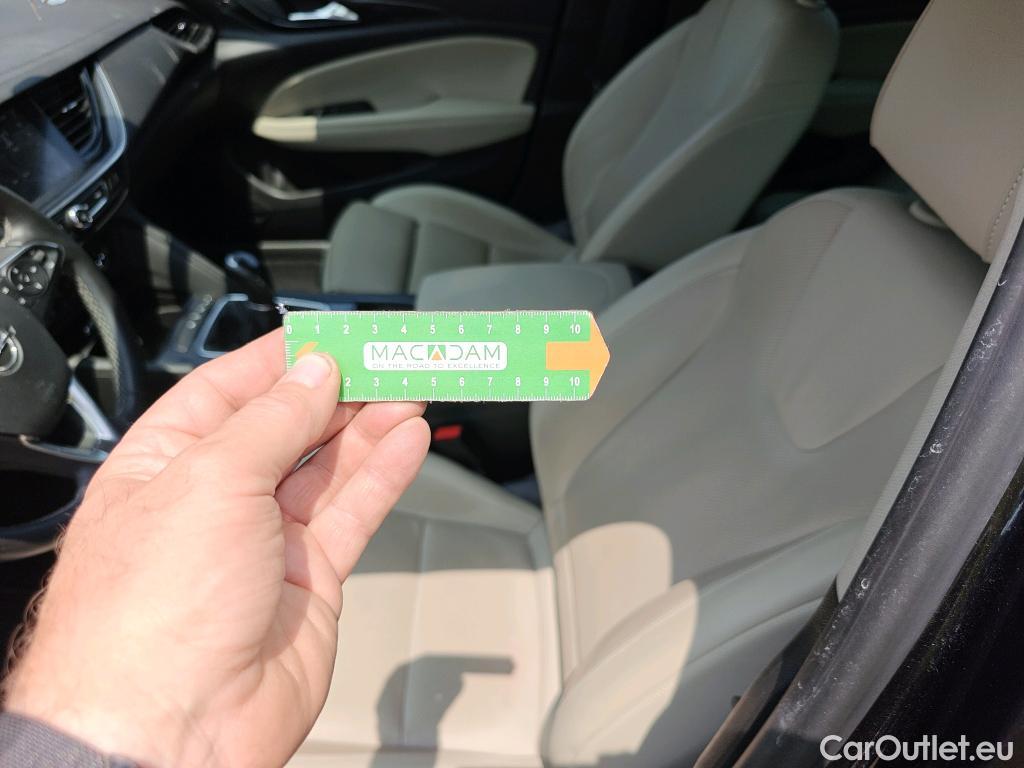 0 1 2 3 4 5 6 7 8 9 10
MACADAM
ON THE ROAD TO EXCELLENCE
2 3 4 5 6 7 8 9 10
CarOutlet.eu